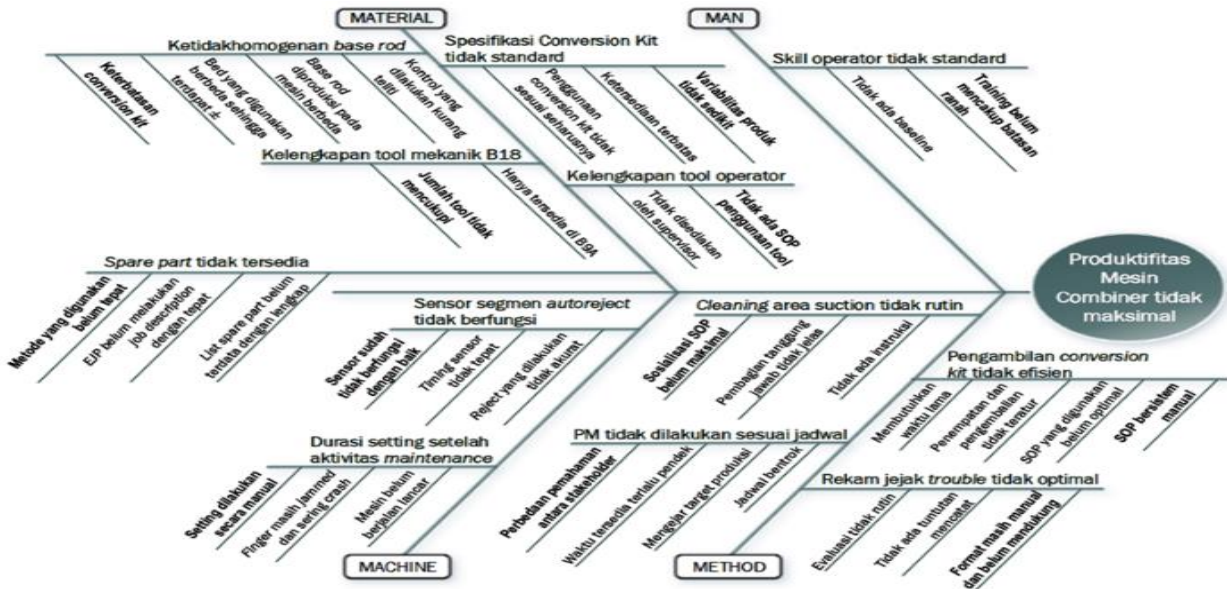 MATERIAL
MAN
Ketidakhomogenan base rod
Keterbatasan
conversion kit
Bed yang digunakan
berbeda sehingga
terdapat ±
Base rod
diproduksi pada
mesin berbeda
Kontrol yang
dilakukan kurang
teliti
Spesifikasi Conversion Kit
tidak standard
Penggunaan
conversion kit tidak
sesuai seharusnya
Ketersediaan terbatas
Variabilitas produk
tidak sedikit
Skill operator tidak standard
Tidak ada baseline
Training belum
mencakup batasan
ranah
Kelengkapan tool mekanik B18
Jumlah tool tidak
mencukupi
Hanya tersedia di B9A
Kelengkapan tool operator
Tidak disediakan
oleh supervisor
Tidak ada SOP
penggunaan tool
Produktifitas
Mesin
Combiner tidak
maksimal
Spare part tidak tersedia
Metode yang digunakan
belum tepat
EJP belum melakukan
job description
dengan tepat
List spare part belum
terdata dengan lengkap
Sensor segmen autoreject
tidak berfungsi
Sensor sudah
tidak berfungsi
dengan baik
Timing sensor
tidak tepat
Reject yang dilakukan
tidak akurat
Cleaning area suction tidak rutin
Sosialisasi SOP
belum maksimal
Pembagian tanggung
jawab tidak jelas
Tidak ada instruksi
Pengambilan conversion
kit tidak efisien
Membutuhkan
waktu lama
Penempatan dan
pengembalian
tidak teratur
SOP yang digunakan
belum optimal
SOP bersistem
manual
Durasi setting setelah
aktivitas maintenance
Setting dilakukan
secara manual
Finger masih jammed
dan sering crash
Mesin belum
berjalan lancar
PM tidak dilakukan sesuai jadwal
Perbedaan pemahaman
antara stakeholder
Waktu tersedia terlalu pendek
Mengejar target produksi
Jadwal bentrok
Rekam jejak trouble tidak optimal
Evaluasi tidak rutin
Tidak ada tuntutan
mencatat
Format masih manual
dan belum mendukung
MACHINE
METHOD